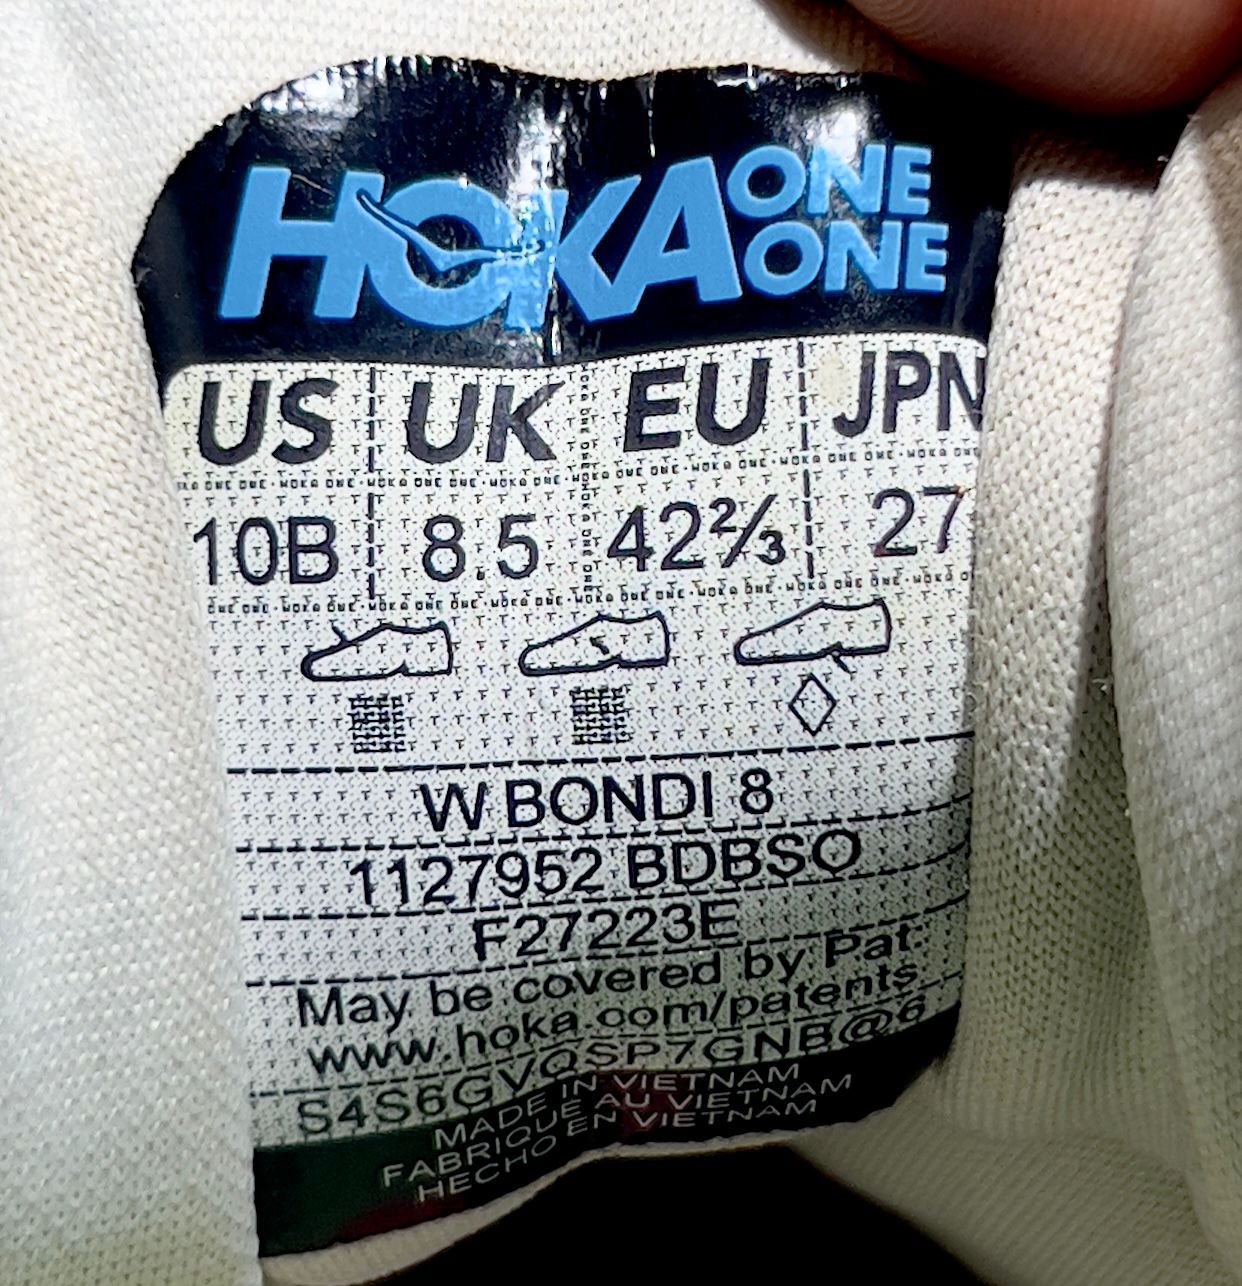 HOKA ONE ONE
US UK EU JPN
10B 8.5 42⅔ 27
W BONDI 8
1127952 BDBSO
F27223E
May be covered by Pat:
www.hoka.com/patents.
S4S6GVQSP7GNB@6
MADE IN VIETNAM
FABRIQUE AU VIETNAM
HECHO EN VIETNAM